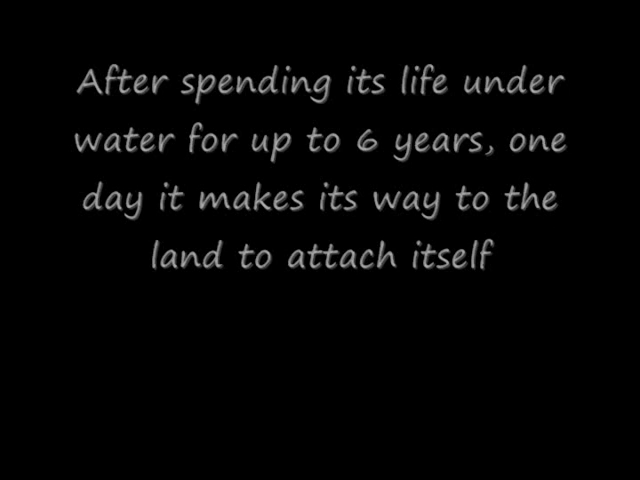 After spending its life under
water for up to 6 years, one
day it makes its way to the
land to attach itself